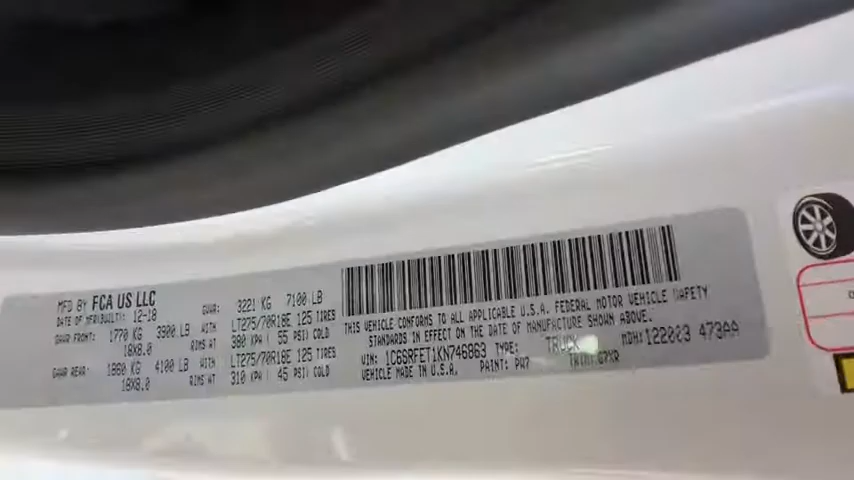 MFD BY FCA US LLC
DATE OF MFR(BUILT): 12-18 GVWR: 3221 KG 7100 LB
GAWR FRONT: 1770 KG 3900 LB WITH LT275/70R18E 125 TIRES
18X8.0 RIMS AT 380 KPA( 55 PSI) COLD
GAWR REAR: 1860 KG 4100 LB WITH LT275/70R18E 125 TIRES
18X8.0 RIMS AT 310 KPA( 45 PSI) COLD
THIS VEHICLE CONFORMS TO ALL APPLICABLE U.S.A. FEDERAL MOTOR VEHICLE SAFETY
STANDARDS IN EFFECT ON THE DATE OF MANUFACTURE SHOWN ABOVE.
VIN: 1C6SRFET1KN746863 TYPE: TRUCK MDH: 122003 473AA
VEHICLE MADE IN U.S.A. PAINT: PW7 TRIM: